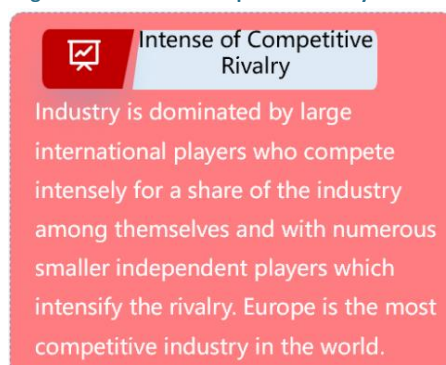 Intense of Competitive
Rivalry
Industry is dominated by large
international players who compete
intensely for a share of the industry
among themselves and with numerous
smaller independent players which
intensify the rivalry. Europe is the most
competitive industry in the world.